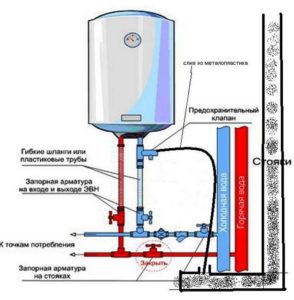 слив из метелопластика
Предохранительный
клапан
Гибкие шланги или
пластиковые трубы
Запорная арматура
на входе и выходе ЭВН
Стояки
Холодная вода
Горячая вода
К точкам потребления
Закрыть
Запорная арматура
на стояках